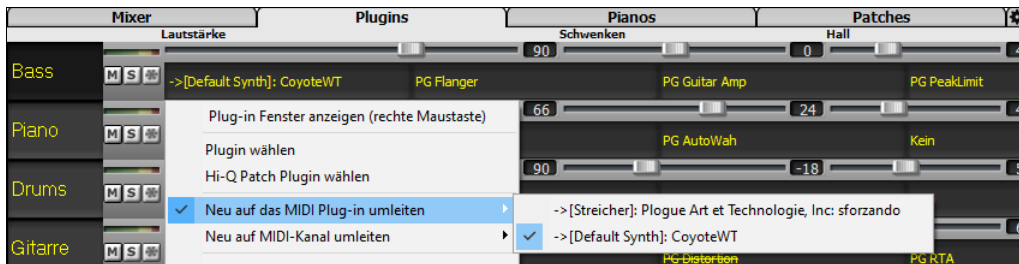 Mixer Plugins Pianos Patches
Lautstärke Schwenken Hall
90 0
Bass M S ->[Default Synth]: CoyoteWT PG Flanger PG Guitar Amp PG PeakLimit
66 24
Plug-in Fenster anzeigen (rechte Maustaste)
Piano M S PG AutoWah Kein
Plugin wählen
90 -18
Hi-Q Patch Plugin wählen
Drums M S
Neu auf das MIDI Plug-in umleiten ->[Streicher]: Plogue Art et Technologie, Inc: sforzando
Neu auf MIDI-Kanal umleiten ->[Default Synth]: CoyoteWT
Gitarre M S PG Distortion PG RTA